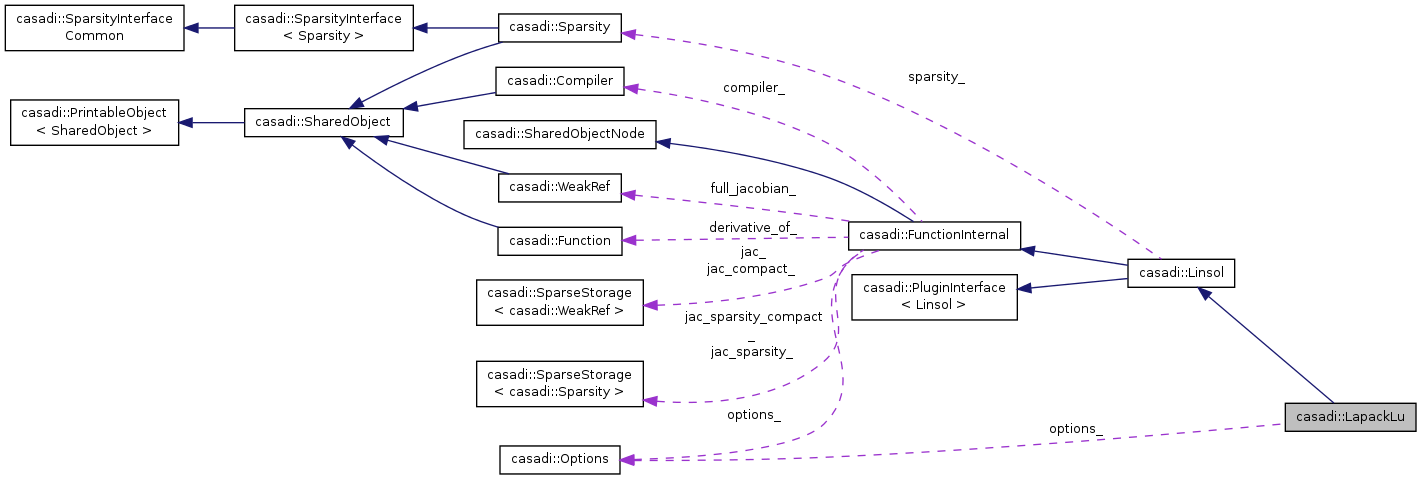 casadi::SparsityInterface
Common
casadi::SparsityInterface
< Sparsity >
casadi::Sparsity
sparsity_
casadi::Compiler
compiler_
casadi::PrintableObject
< SharedObject >
casadi::SharedObject
casadi::SharedObjectNode
casadi::WeakRef
full_jacobian_
casadi::Function
derivative_of_
casadi::FunctionInternal
jac_
jac_compact_
casadi::Linsol
casadi::SparseStorage
< casadi::WeakRef >
casadi::PluginInterface
< Linsol >
jac_sparsity_compact
_
jac_sparsity_
casadi::SparseStorage
< casadi::Sparsity >
options_
casadi::LapackLu
options_
casadi::Options